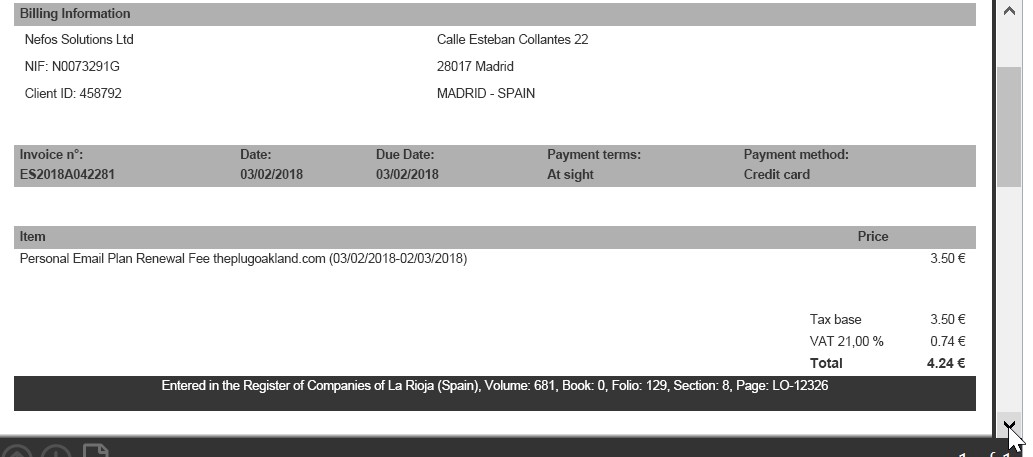 Billing Information
Nefos Solutions Ltd Calle Esteban Collantes 22
NIF: N0073291G 28017 Madrid
Client ID: 458792 MADRID - SPAIN
Invoice n°: Date: Due Date: Payment terms: Payment method:
ES2018A042281 03/02/2018 03/02/2018 At sight Credit card
Item Price
Personal Email Plan Renewal Fee theplugoakland.com (03/02/2018-02/03/2018) 3.50 €
Tax base 3.50 €
VAT 21,00 % 0.74 €
Total 4.24 €
Entered in the Register of Companies of La Rioja (Spain), Volume: 681, Book: 0, Folio: 129, Section: 8, Page: LO-12326